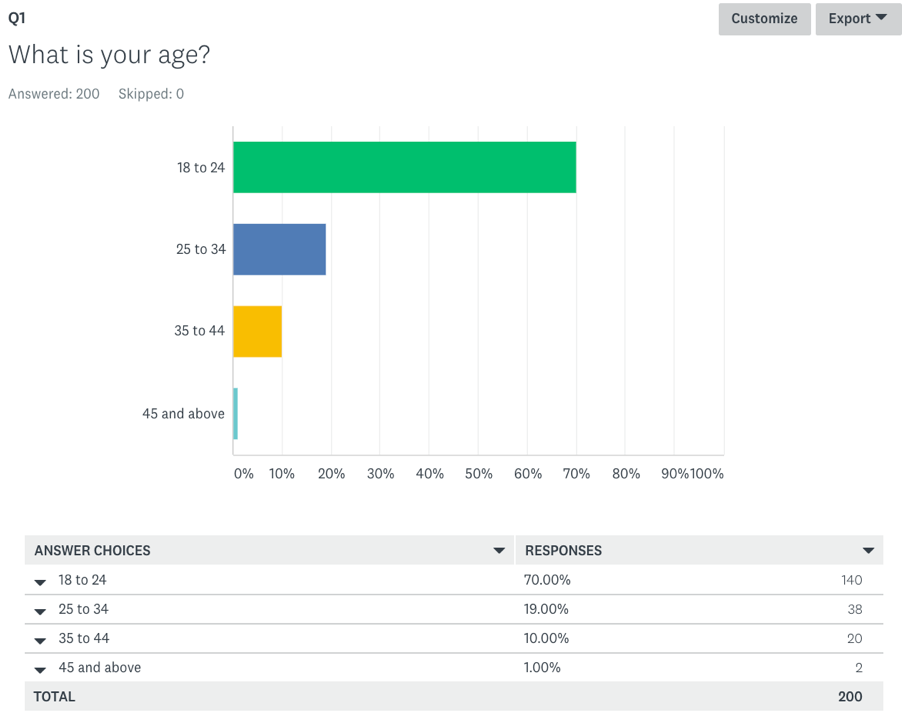 Q1
Customize
Export
What is your age?
Answered: 200 Skipped: 0
18 to 24
25 to 34
35 to 44
45 and above
0% 10% 20% 30% 40% 50% 60% 70% 80% 90% 100%
ANSWER CHOICES RESPONSES
18 to 24 70.00% 140
25 to 34 19.00% 38
35 to 44 10.00% 20
45 and above 1.00% 2
TOTAL 200